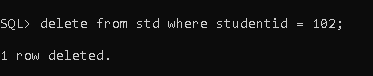 SQL> delete from std where studentid = 102;
1 row deleted.